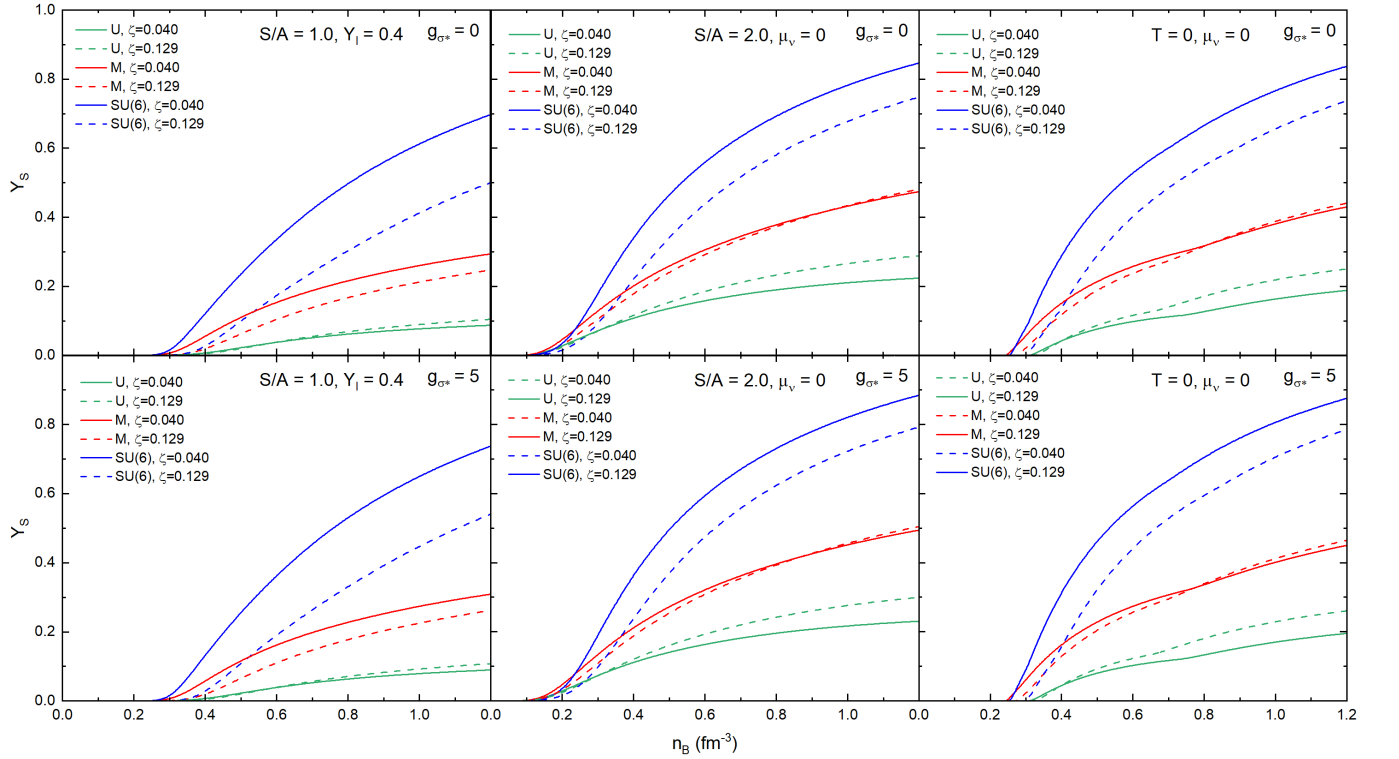 U, ζ=0.040
U, ζ=0.129
M, ζ=0.040
M, ζ=0.129
SU(6), ζ=0.040
SU(6), ζ=0.129
S/A = 1.0, Y_l = 0.4 g_σ* = 0
U, ζ=0.040
U, ζ=0.129
M, ζ=0.040
M, ζ=0.129
SU(6), ζ=0.040
SU(6), ζ=0.129
S/A = 2.0, μ_ν = 0 g_σ* = 0
U, ζ=0.040
U, ζ=0.129
M, ζ=0.040
M, ζ=0.129
SU(6), ζ=0.040
SU(6), ζ=0.129
T = 0, μ_ν = 0 g_σ* = 0
1.0
0.8
0.6
0.4
0.2
0.0
Y_S
U, ζ=0.040
U, ζ=0.129
M, ζ=0.040
M, ζ=0.129
SU(6), ζ=0.040
SU(6), ζ=0.129
S/A = 1.0, Y_l = 0.4 g_σ* = 5
U, ζ=0.040
U, ζ=0.129
M, ζ=0.040
M, ζ=0.129
SU(6), ζ=0.040
SU(6), ζ=0.129
S/A = 2.0, μ_ν = 0 g_σ* = 5
U, ζ=0.040
U, ζ=0.129
M, ζ=0.040
M, ζ=0.129
SU(6), ζ=0.040
SU(6), ζ=0.129
T = 0, μ_ν = 0 g_σ* = 5
0.8
0.6
0.4
0.2
0.0
Y_S
0.0 0.2 0.4 0.6 0.8 1.0 0.0 0.2 0.4 0.6 0.8 1.0 0.0 0.2 0.4 0.6 0.8 1.0 1.2
n_B (fm⁻³)